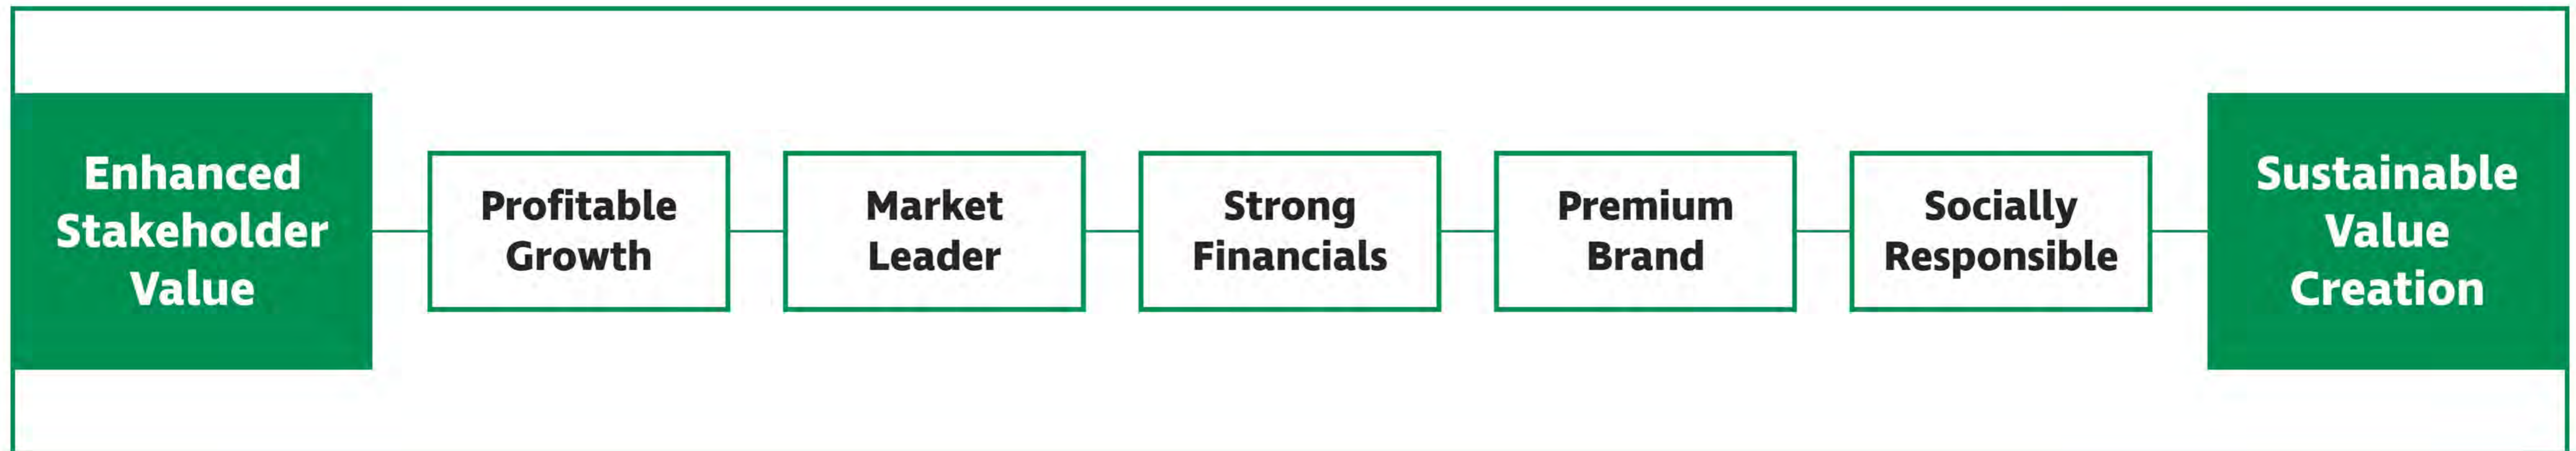 Enhanced
Stakeholder
Value
Profitable
Growth
Market
Leader
Strong
Financials
Premium
Brand
Socially
Responsible
Sustainable
Value
Creation